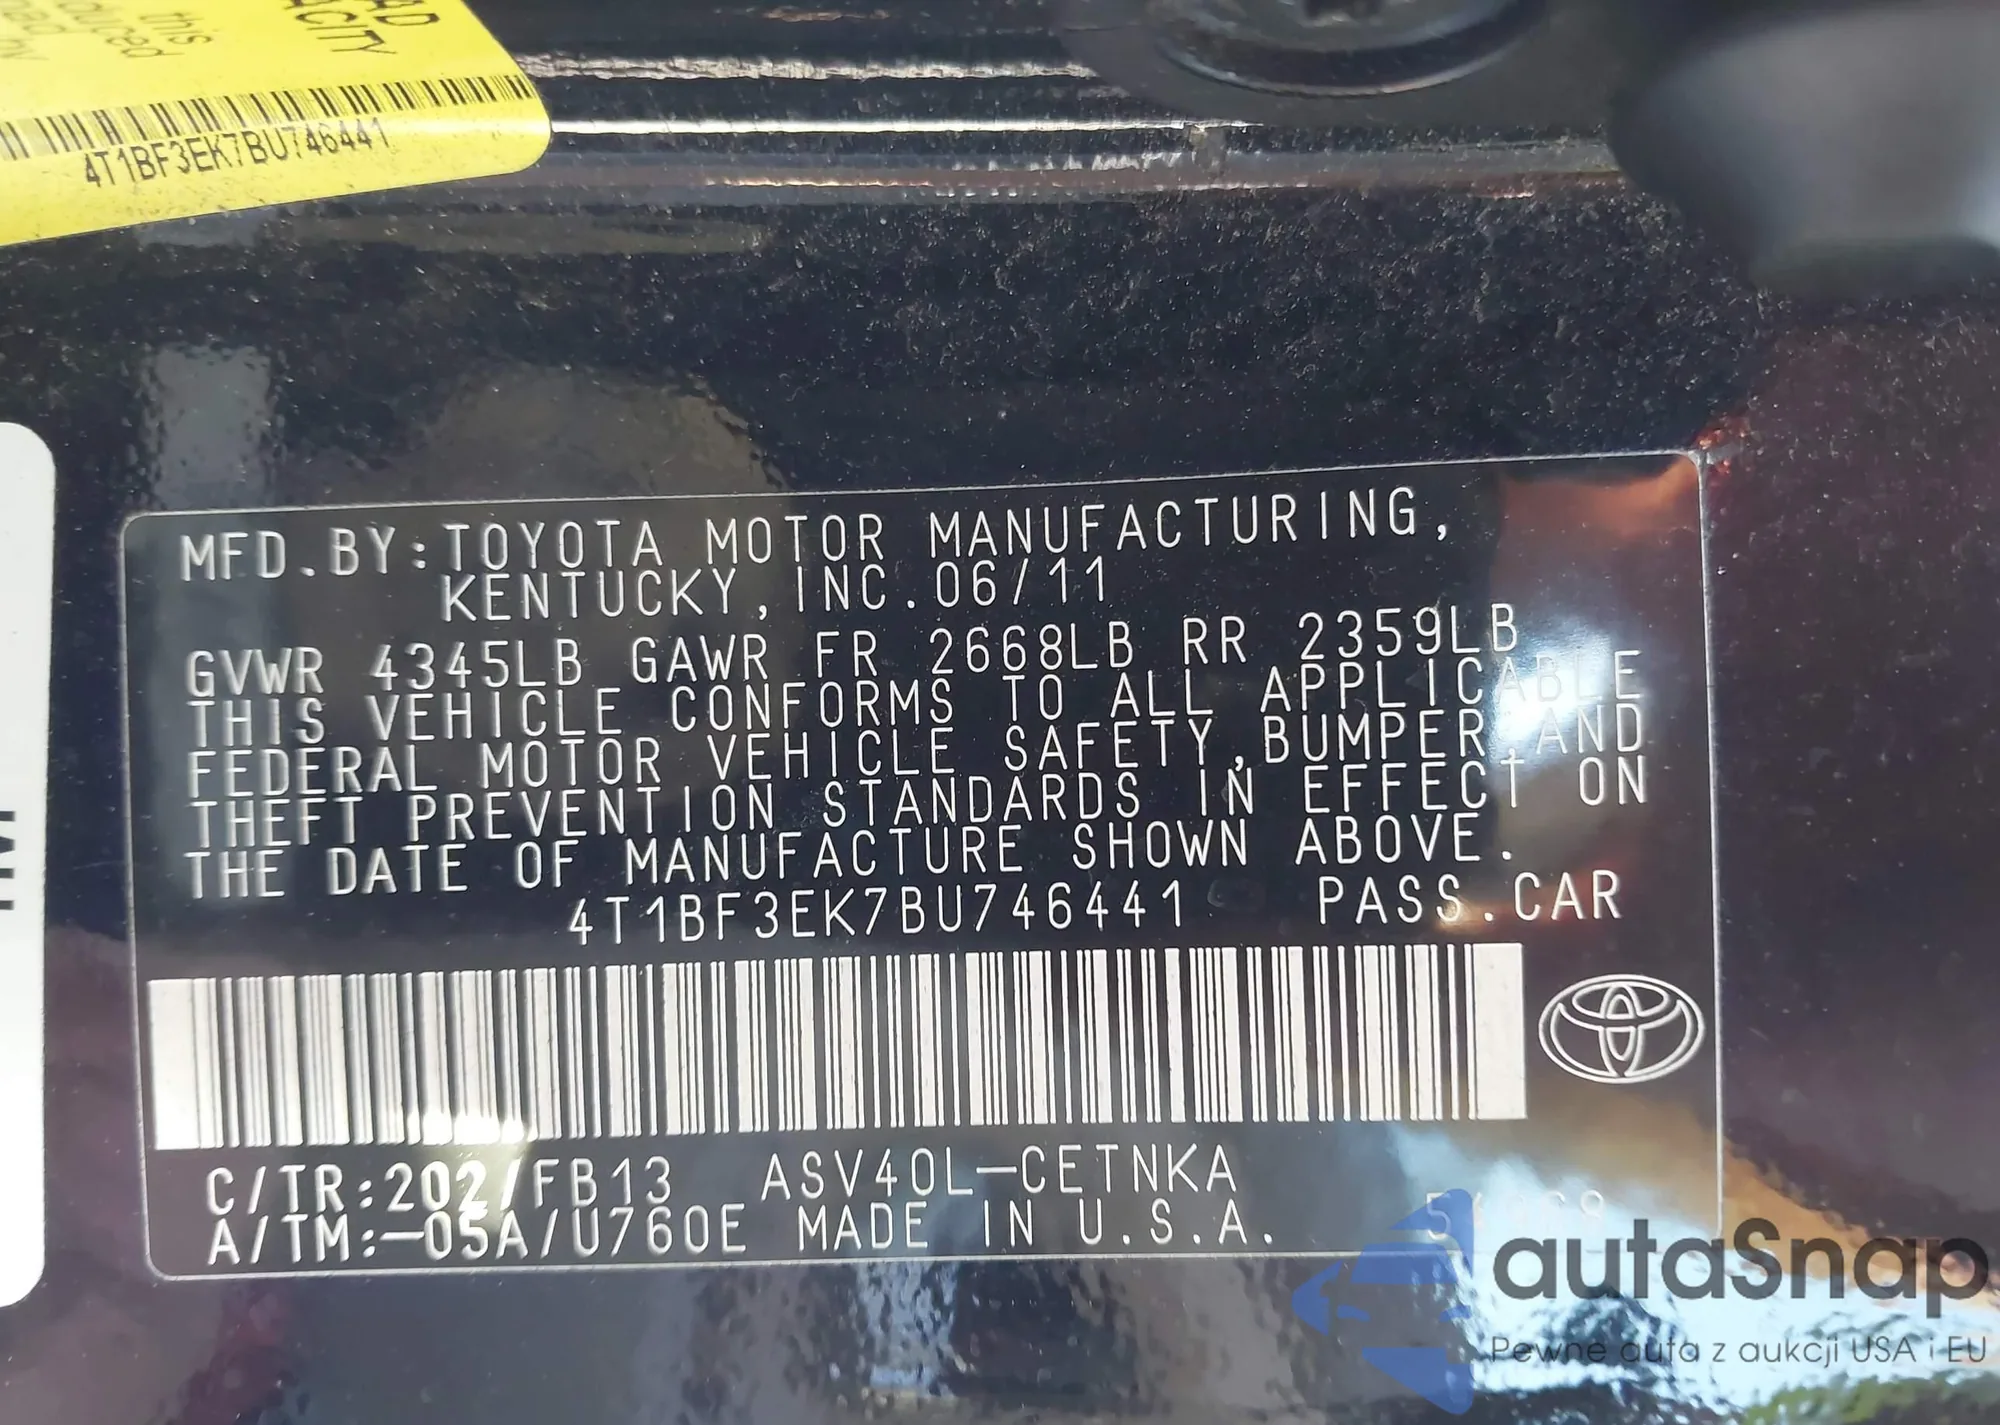 AD
ACITY
this
4T1BF3EK7BU746441
MFD.BY:TOYOTA MOTOR MANUFACTURING,
KENTUCKY,INC.06/11
GVWR 4345LB GAWR FR 2668LB RR 2359LB
THIS VEHICLE CONFORMS TO ALL APPLICABLE
FEDERAL MOTOR VEHICLE SAFETY,BUMPER,AND
THEFT PREVENTION STANDARDS IN EFFECT ON
THE DATE OF MANUFACTURE SHOWN ABOVE.
4T1BF3EK7BU746441 PASS.CAR
C/TR:202/FB13 ASV40L-CETNKA
A/TM:-05A/U760E MADE IN U.S.A.
autaSnap
Pewne auta z aukcji USA i EU